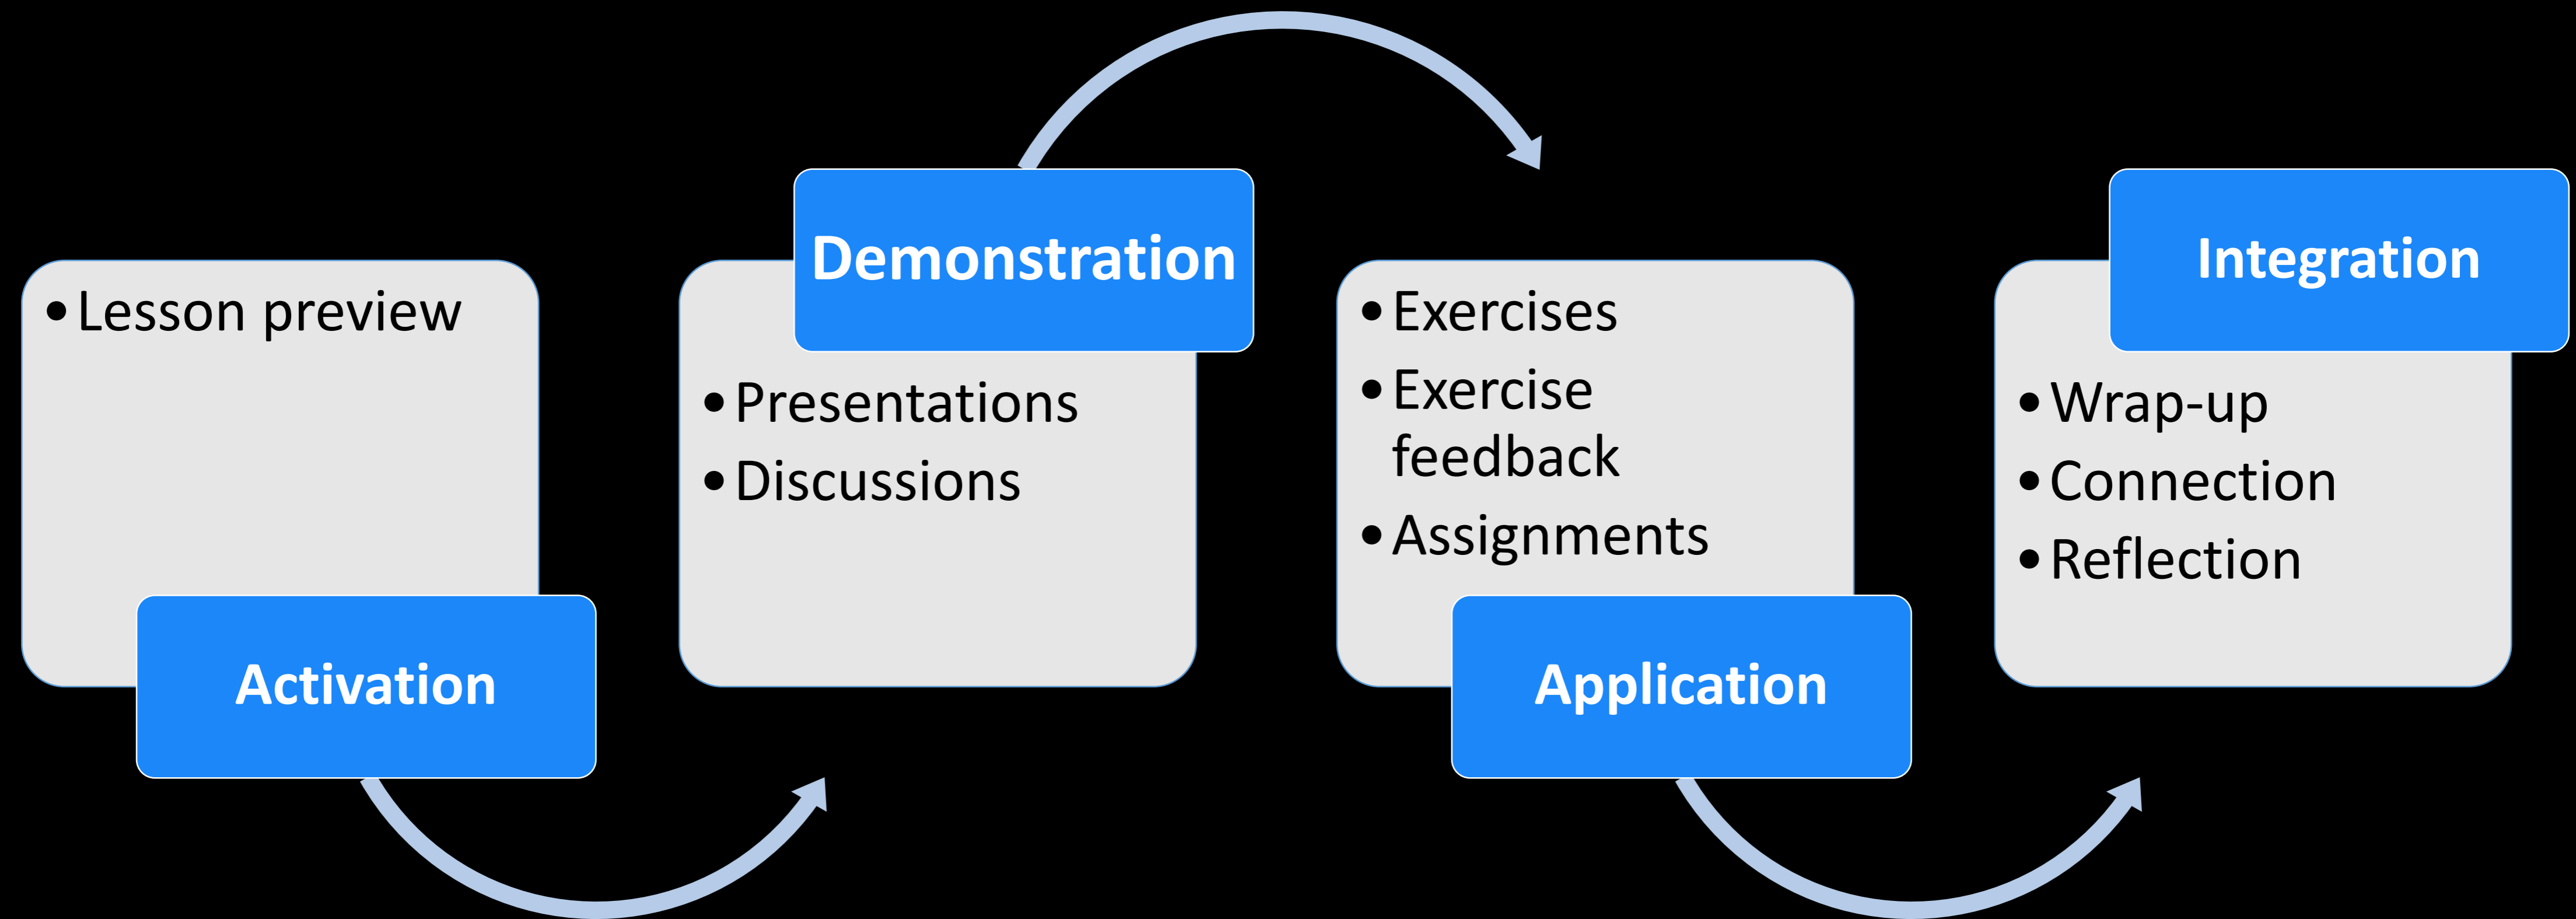 • Lesson preview
Activation
Demonstration
• Presentations
• Discussions
• Exercises
• Exercise
feedback
• Assignments
Application
Integration
• Wrap-up
• Connection
• Reflection